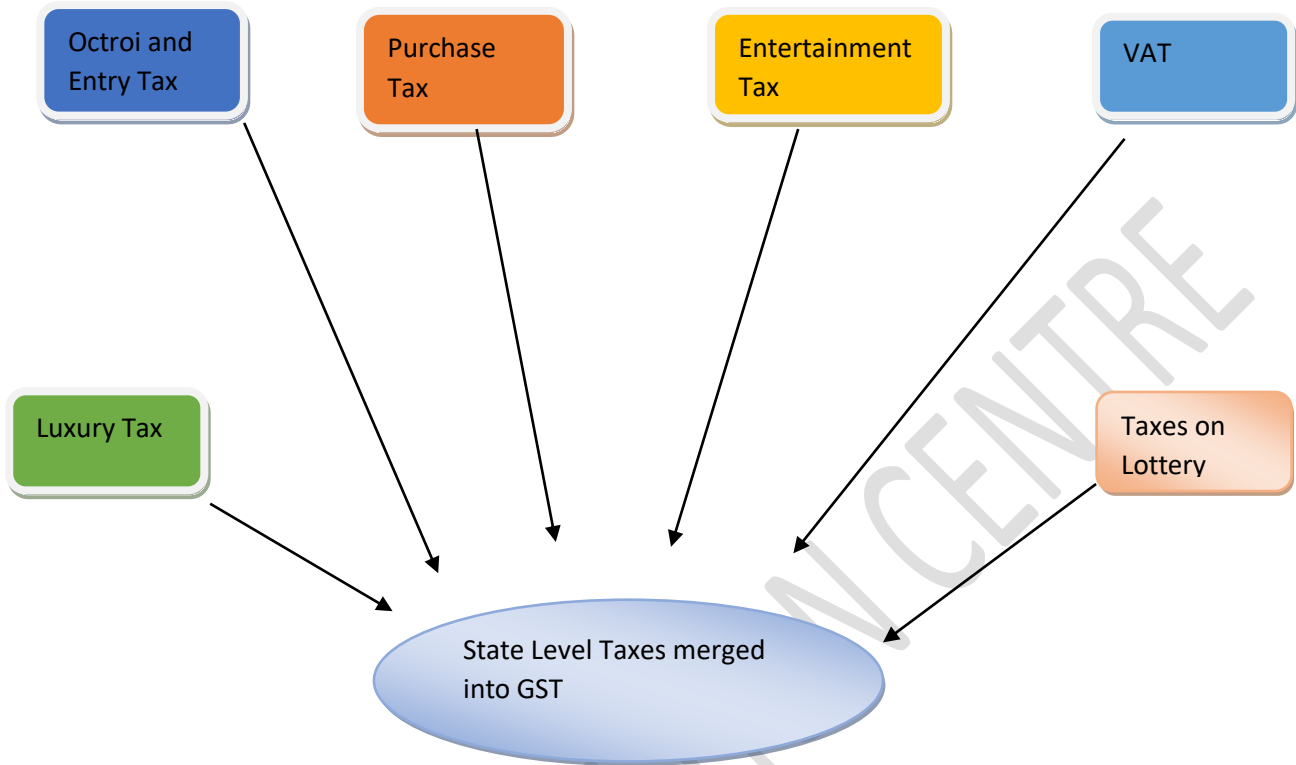 Octroi and
Entry Tax
Purchase
Tax
Entertainment
Tax
VAT
Luxury Tax
Taxes on
Lottery
State Level Taxes merged
into GST
N CENTRE